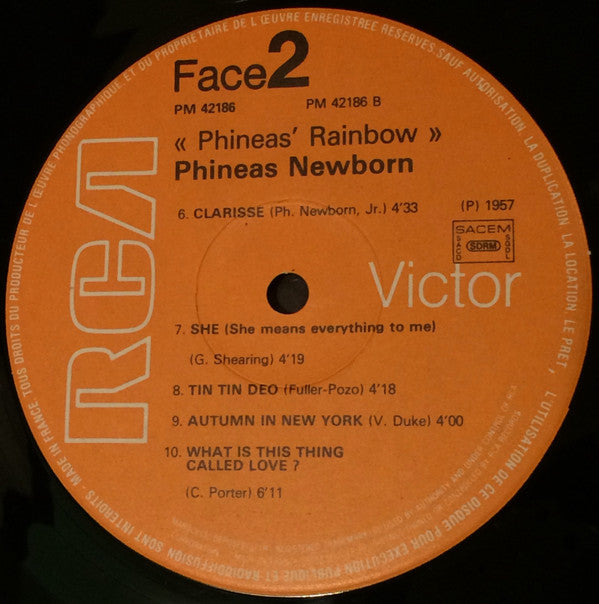 Face 2
PM 42186 PM 42186 B
« Phineas' Rainbow »
Phineas Newborn
6. CLARISSE (Ph. Newborn, Jr.) 4'33
(P) 1957
SACEM
SACD SDRM SGDL
RCA
Victor
7. SHE (She means everything to me)
(G. Shearing) 4'19
8. TIN TIN DEO (Fuller-Pozo) 4'18
9. AUTUMN IN NEW YORK (V. Duke) 4'00
10. WHAT IS THIS THING
CALLED LOVE ?
(C. Porter) 6'11
MADE IN FRANCE. TOUS DROITS DU PRODUCTEUR DE L'ŒUVRE PHONOGRAPHIQUE ET DU PROPRIETAIRE DE L'ŒUVRE ENREGISTREE RESERVES. SAUF AUTORISATION, LA DUPLICATION, LA LOCATION, LE PRET, L'UTILISATION DE CE DISQUE POUR EXECUTION PUBLIQUE ET RADIODIFFUSION SONT INTERDITS -